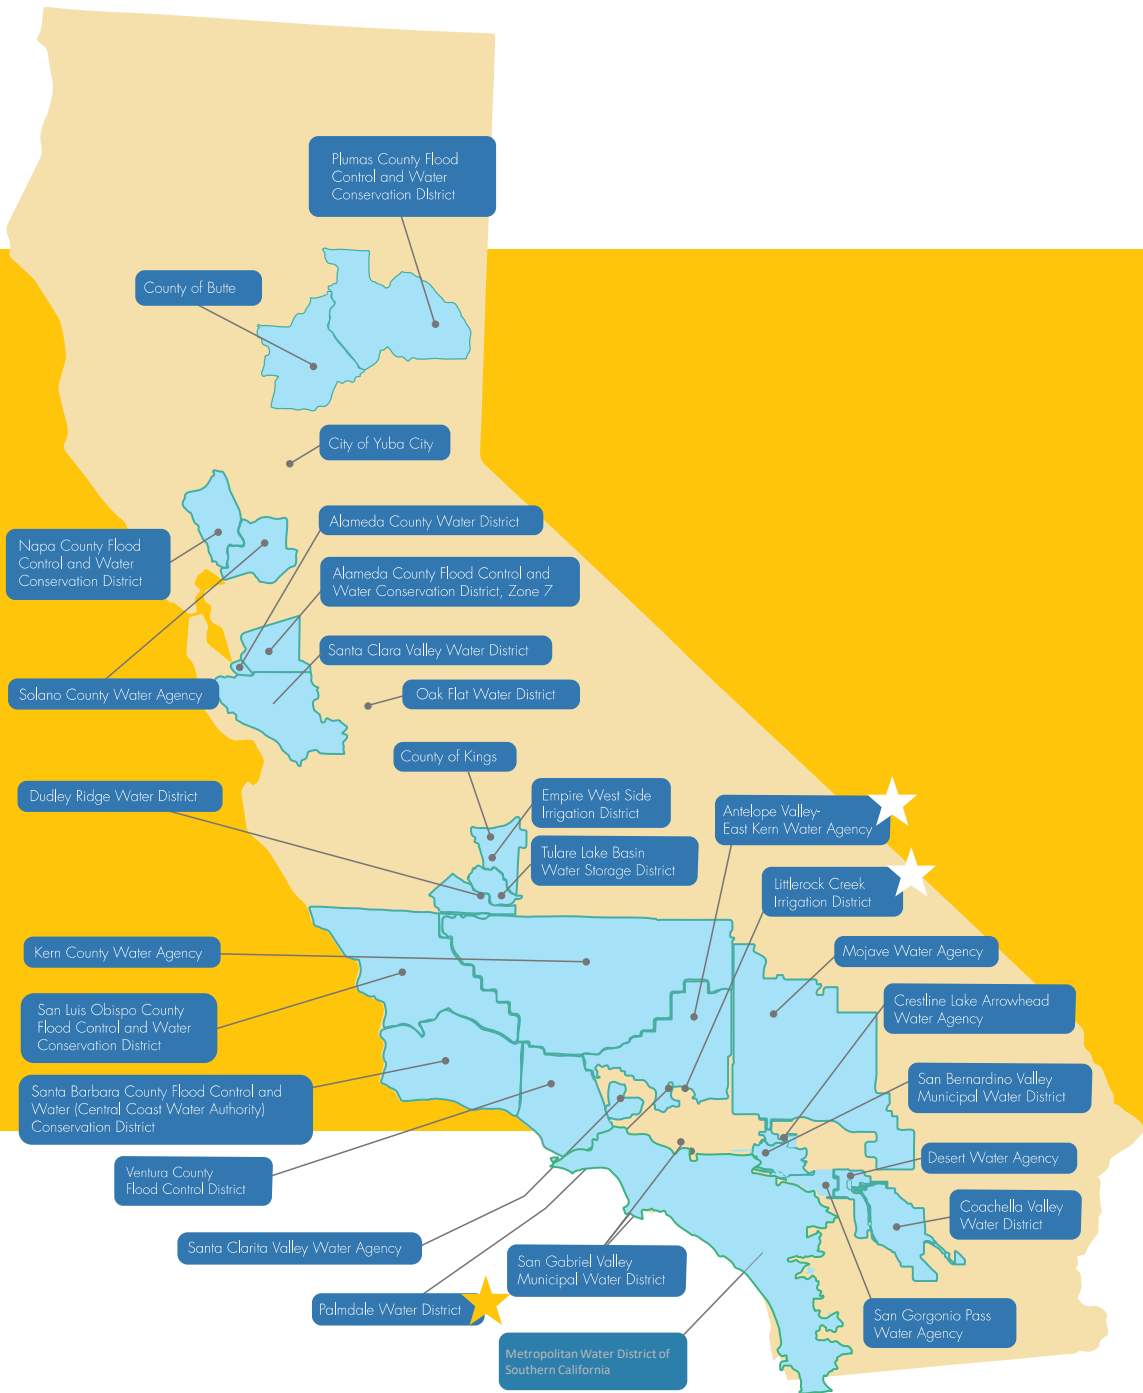 Plumas County Flood
Control and Water
Conservation DIstrict
County of Butte
City of Yuba City
Alameda County Water District
Napa County Flood
Control and Water
Conservation District
Alameda County Flood Control and
Water Conservation District, Zone 7
Santa Clara Valley Water District
Solano County Water Agency
Oak Flat Water District
County of Kings
Dudley Ridge Water District
Empire West Side
Irrigation District
Antelope Valley-
East Kern Water Agency
Tulare Lake Basin
Water Storage District
Littlerock Creek
Irrigation District
Kern County Water Agency
Mojave Water Agency
San Luis Obispo County
Flood Control and Water
Conservation District
Crestline Lake Arrowhead
Water Agency
Santa Barbara County Flood Control and
Water (Central Coast Water Authority)
Conservation District
San Bernardino Valley
Municipal Water District
Ventura County
Flood Control District
Desert Water Agency
Coachella Valley
Water District
Santa Clarita Valley Water Agency
San Gabriel Valley
Municipal Water District
Palmdale Water District
San Gorgonio Pass
Water Agency
Metropolitan Water District of
Southern California